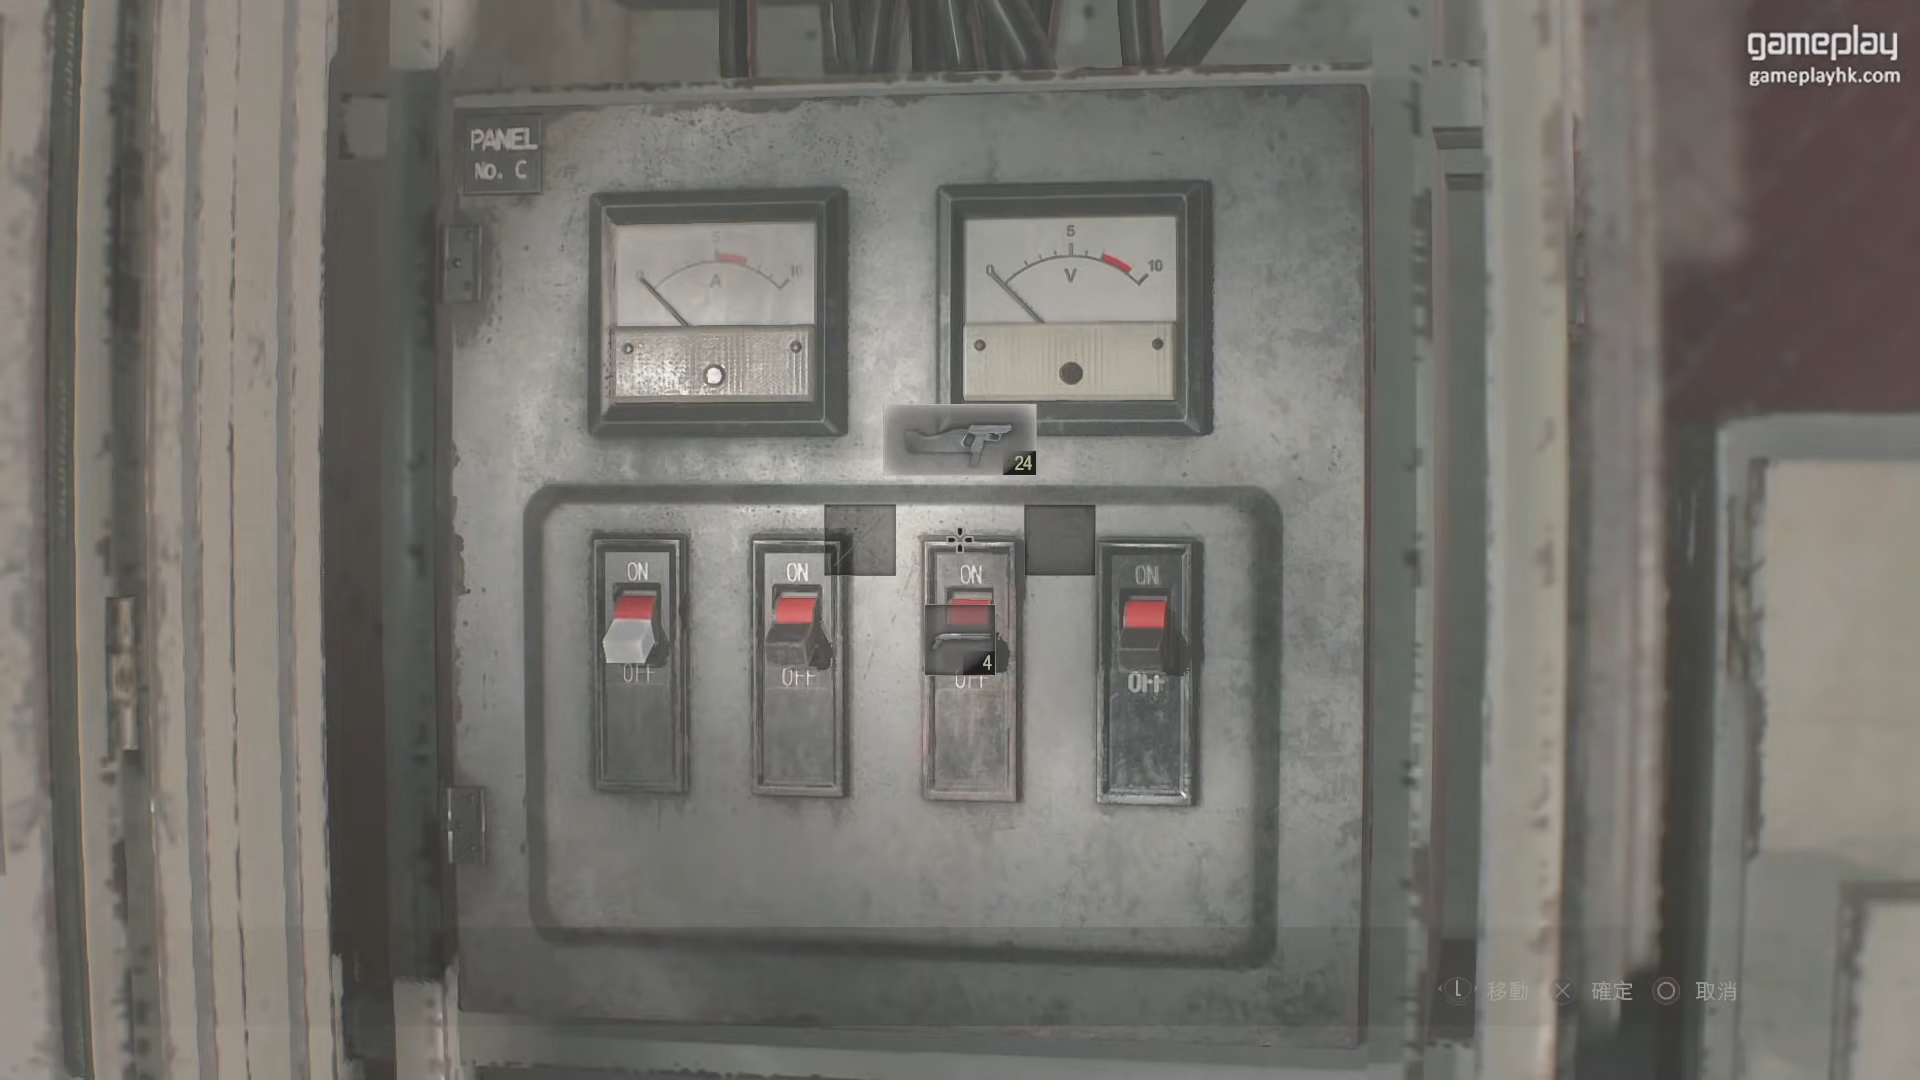 gameplay
gameplayhk.com
PANEL
No. C
0 5 10
A
0 5 10
V
24
ON ON ON ON
4
OFF OFF OFF OFF
L 移動 確定 取消